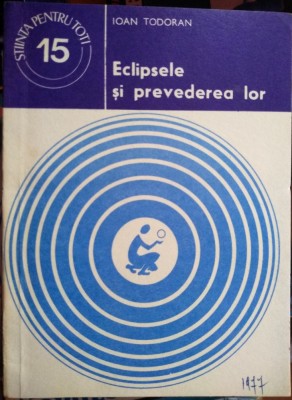 IOAN TODORAN
ȘTIINȚA PENTRU TOȚI
15
Eclipsele
și prevederea lor
1977